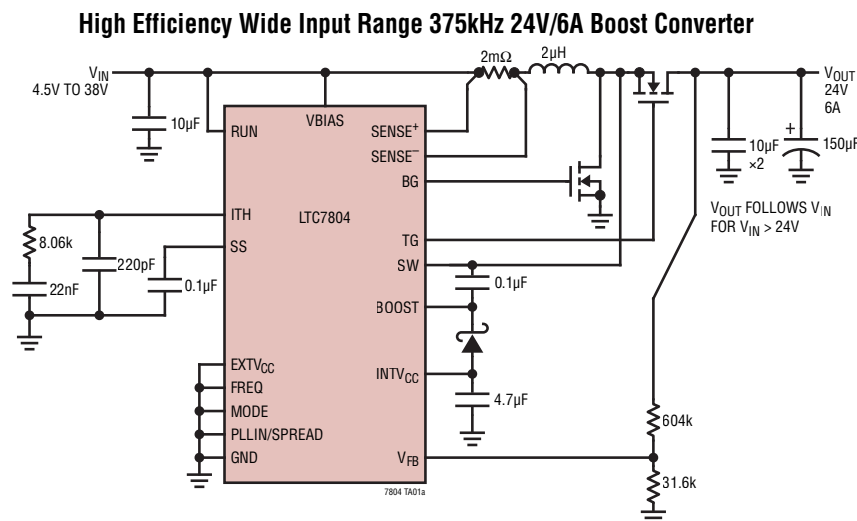 High Efficiency Wide Input Range 375kHz 24V/6A Boost Converter
VIN
4.5V TO 38V
2mΩ
2µH
VOUT
24V
6A
10µF
RUN
VBIAS
SENSE+
SENSE–
BG
10µF
×2
+
150µF
VOUT FOLLOWS VIN
FOR VIN > 24V
ITH
LTC7804
8.06k
SS
TG
SW
220pF
22nF
0.1µF
0.1µF
BOOST
EXTVCC
INTVCC
FREQ
MODE
4.7µF
604k
PLLIN/SPREAD
GND
VFB
31.6k
7804 TA01a